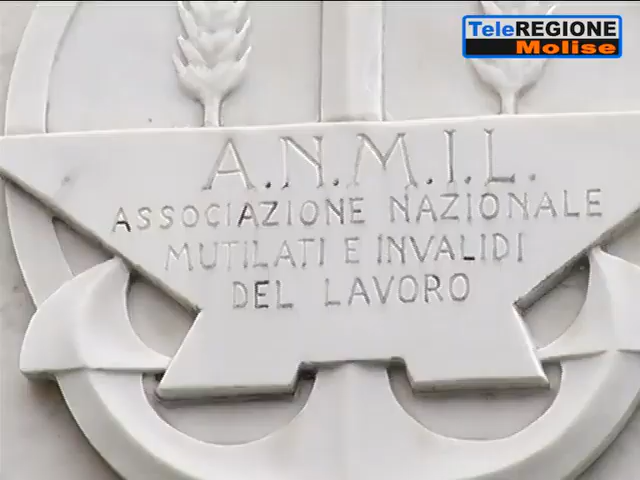 TeleREGIONE
Molise
A.N.M.I.L.
ASSOCIAZIONE NAZIONALE
MUTILATI E INVALIDI
DEL LAVORO